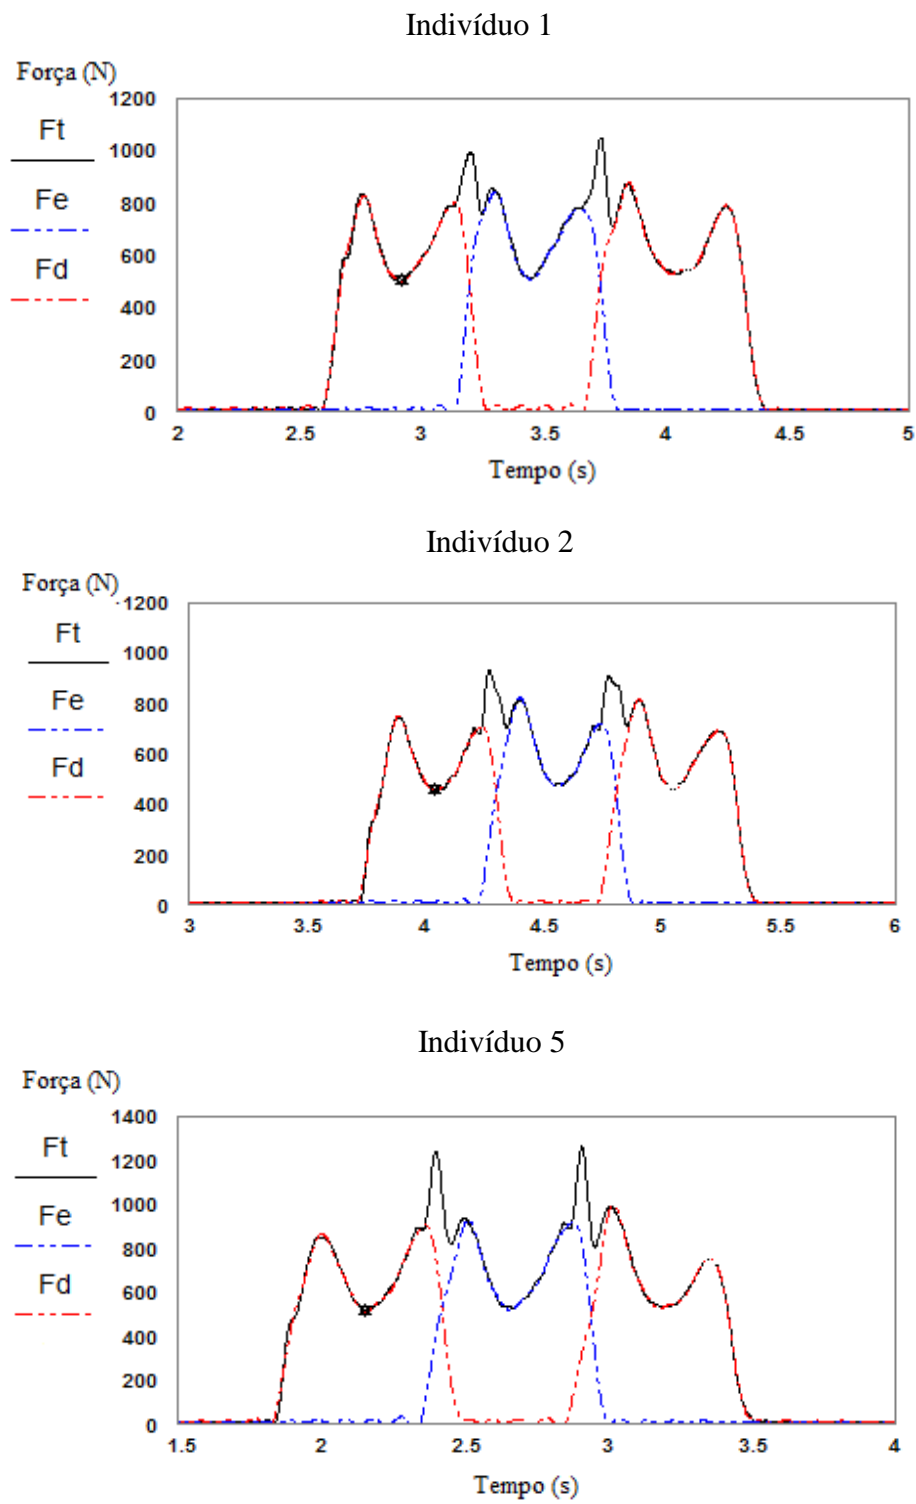 Indivíduo 1
Força (N)
1200
Ft
1000
Fe
800
600
Fd
400
200
0
2 2.5 3 3.5 4 4.5 5
Tempo (s)
Indivíduo 2
Força (N)
1200
Ft
1000
Fe
800
600
Fd
400
200
0
3 3.5 4 4.5 5 5.5 6
Tempo (s)
Indivíduo 5
Força (N)
1400
Ft
1200
Fe
1000
800
Fd
600
400
200
0
1.5 2 2.5 3 3.5 4
Tempo (s)